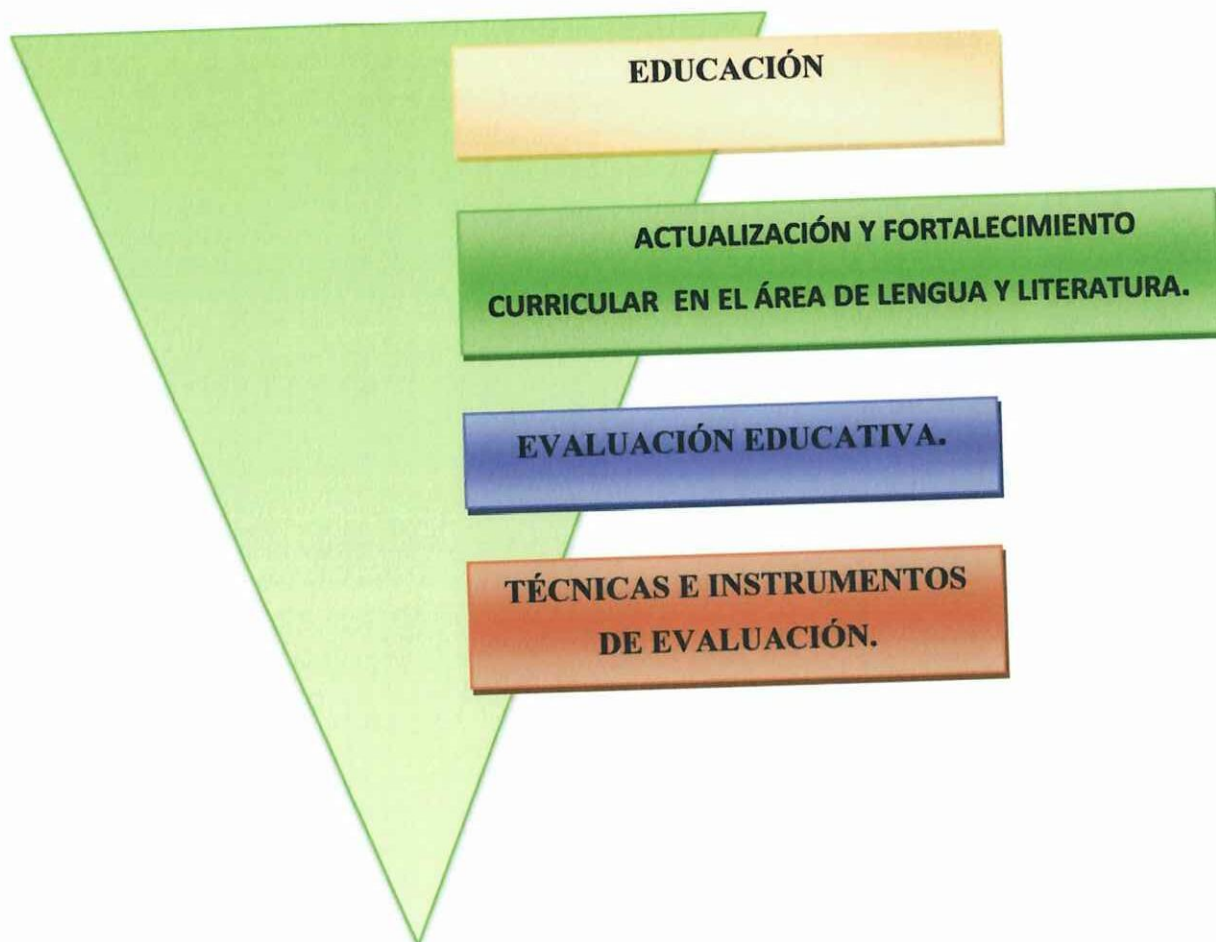 EDUCACIÓN
ACTUALIZACIÓN Y FORTALECIMIENTO
CURRICULAR EN EL ÁREA DE LENGUA Y LITERATURA.
EVALUACIÓN EDUCATIVA.
TÉCNICAS E INSTRUMENTOS
DE EVALUACIÓN.